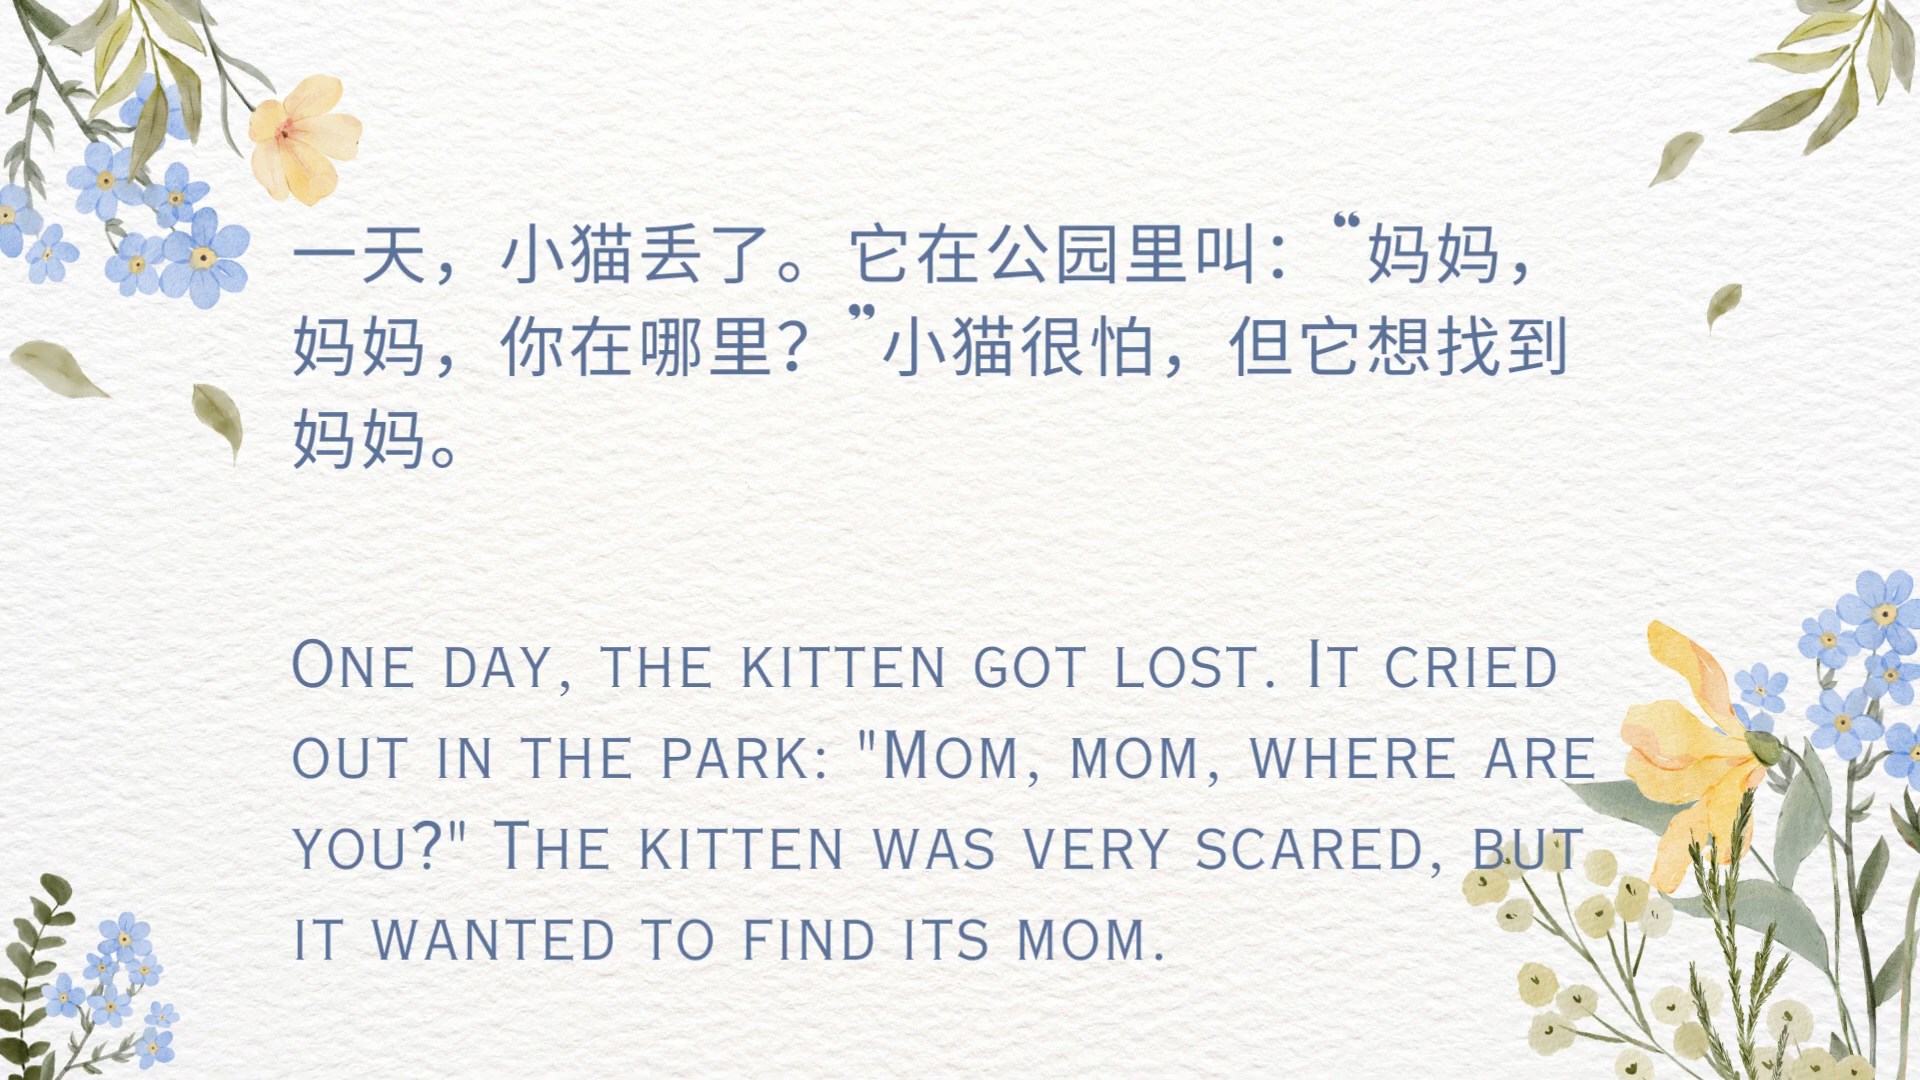 一天，小猫丢了。它在公园里叫：“妈妈，
妈妈，你在哪里？”小猫很怕，但它想找到
妈妈。
One day, the kitten got lost. It cried
out in the park: "Mom, mom, where are
you?" The kitten was very scared, but
it wanted to find its mom.